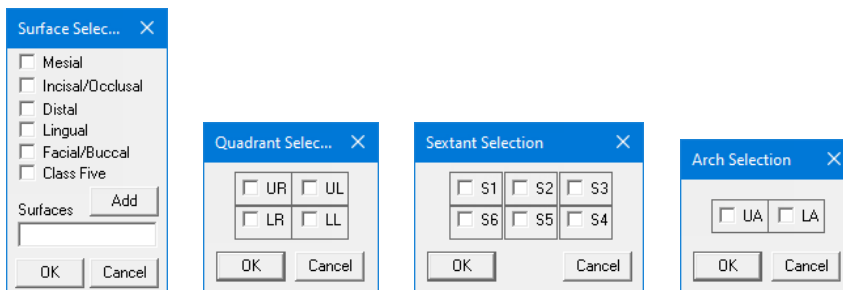 Surface Selec...
Mesial
Incisal/Occlusal
Distal
Lingual
Facial/Buccal
Class Five
Surfaces Add
OK Cancel
Quadrant Selec...
UR UL
LR LL
OK Cancel
Sextant Selection
S1 S2 S3
S6 S5 S4
OK Cancel
Arch Selection
UA LA
OK Cancel